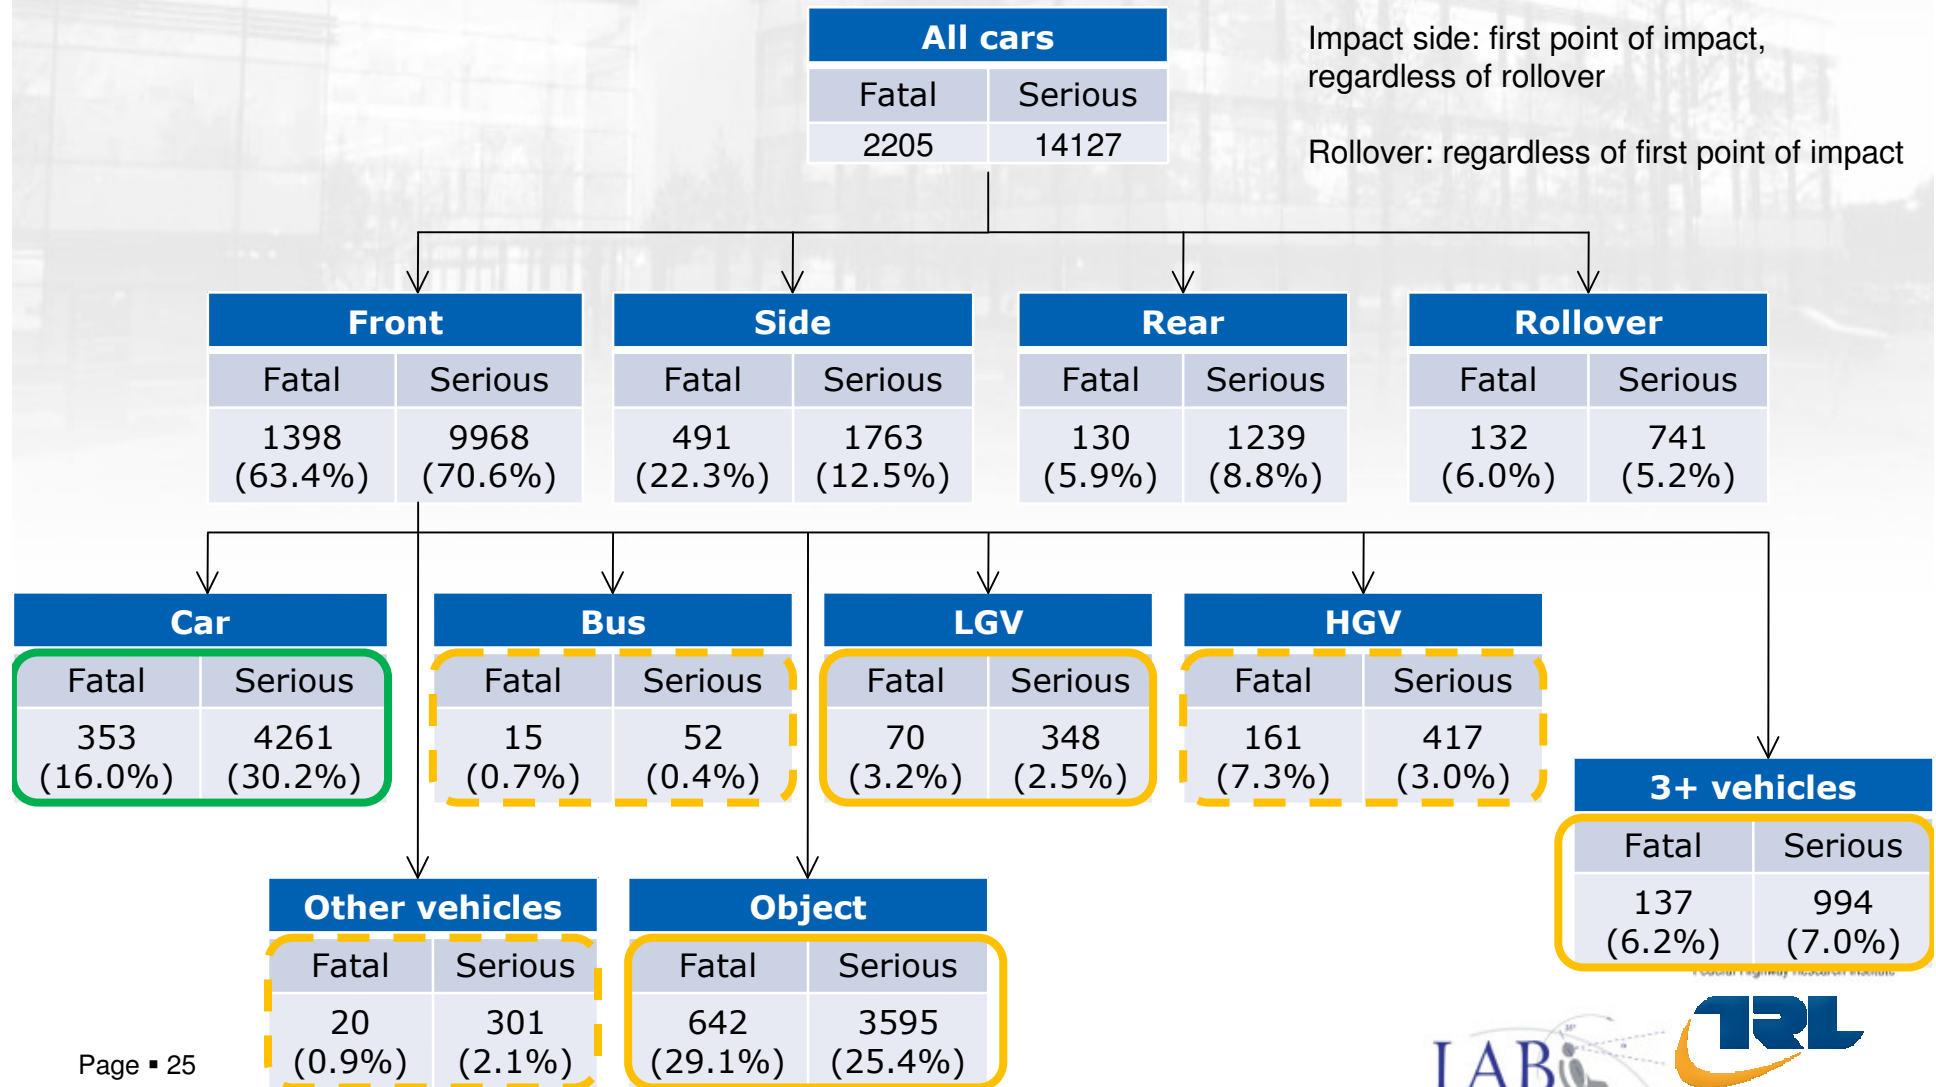 All cars
Fatal Serious
2205 14127
Impact side: first point of impact,
regardless of rollover
Rollover: regardless of first point of impact
Front
Fatal Serious
1398 9968
(63.4%) (70.6%)
Side
Fatal Serious
491 1763
(22.3%) (12.5%)
Rear
Fatal Serious
130 1239
(5.9%) (8.8%)
Rollover
Fatal Serious
132 741
(6.0%) (5.2%)
Car
Fatal Serious
353 4261
(16.0%) (30.2%)
Bus
Fatal Serious
15 52
(0.7%) (0.4%)
LGV
Fatal Serious
70 348
(3.2%) (2.5%)
HGV
Fatal Serious
161 417
(7.3%) (3.0%)
3+ vehicles
Fatal Serious
137 994
(6.2%) (7.0%)
Other vehicles
Fatal Serious
20 301
(0.9%) (2.1%)
Object
Fatal Serious
642 3595
(29.1%) (25.4%)
Federal Highway Research Institute
LAB
TRL
Page ▪ 25